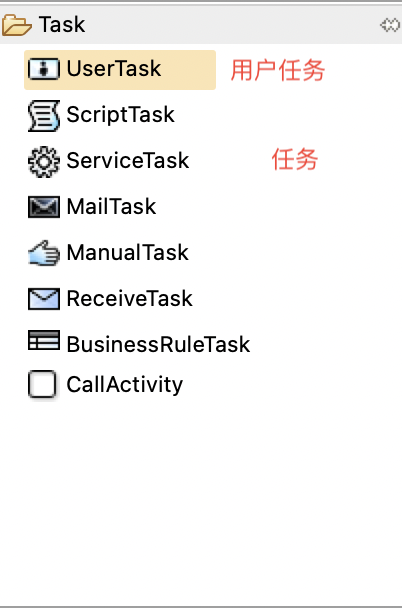 Task
UserTask 用户任务
ScriptTask
ServiceTask 任务
MailTask
ManualTask
ReceiveTask
BusinessRuleTask
CallActivity